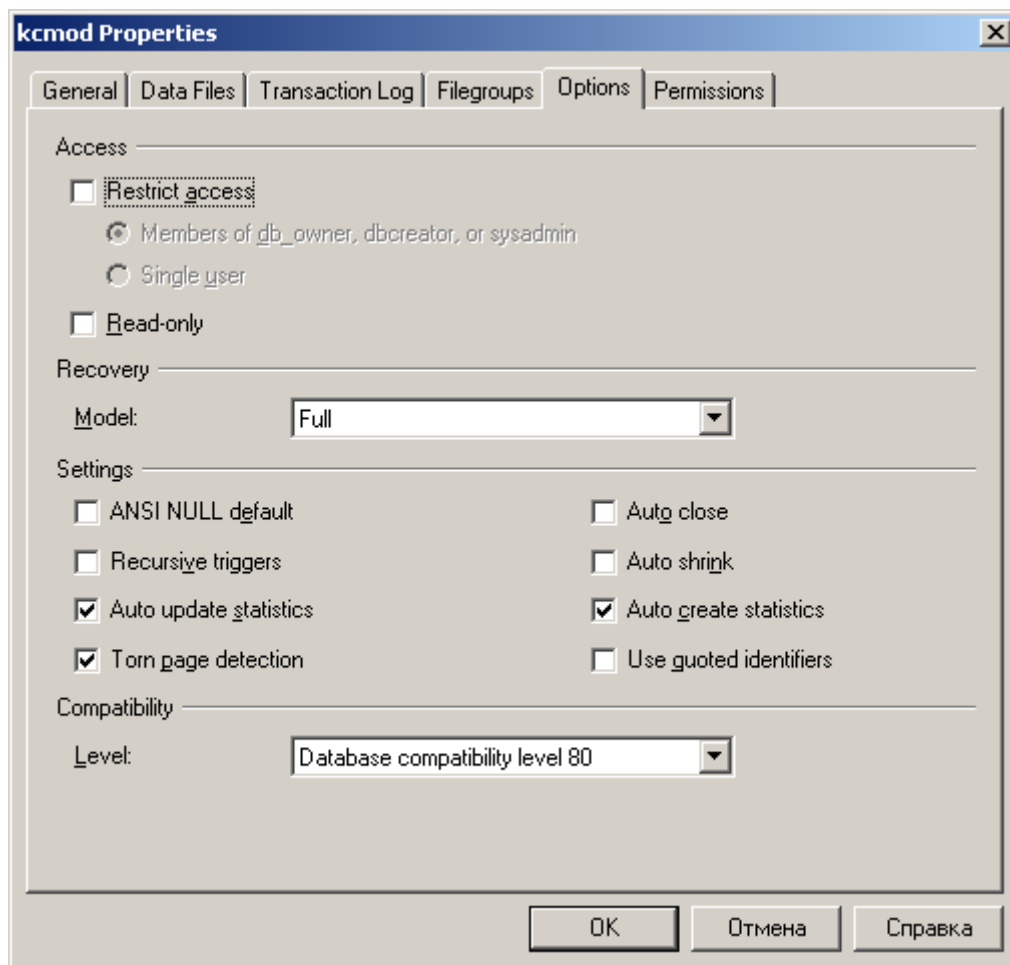 kcmod Properties
General Data Files Transaction Log Filegroups Options Permissions
Access
Restrict access
Members of db_owner, dbcreator, or sysadmin
Single user
Read-only
Recovery
Model: Full
Settings
ANSI NULL default Auto close
Recursive triggers Auto shrink
Auto update statistics Auto create statistics
Torn page detection Use quoted identifiers
Compatibility
Level: Database compatibility level 80
OK Отмена Справка